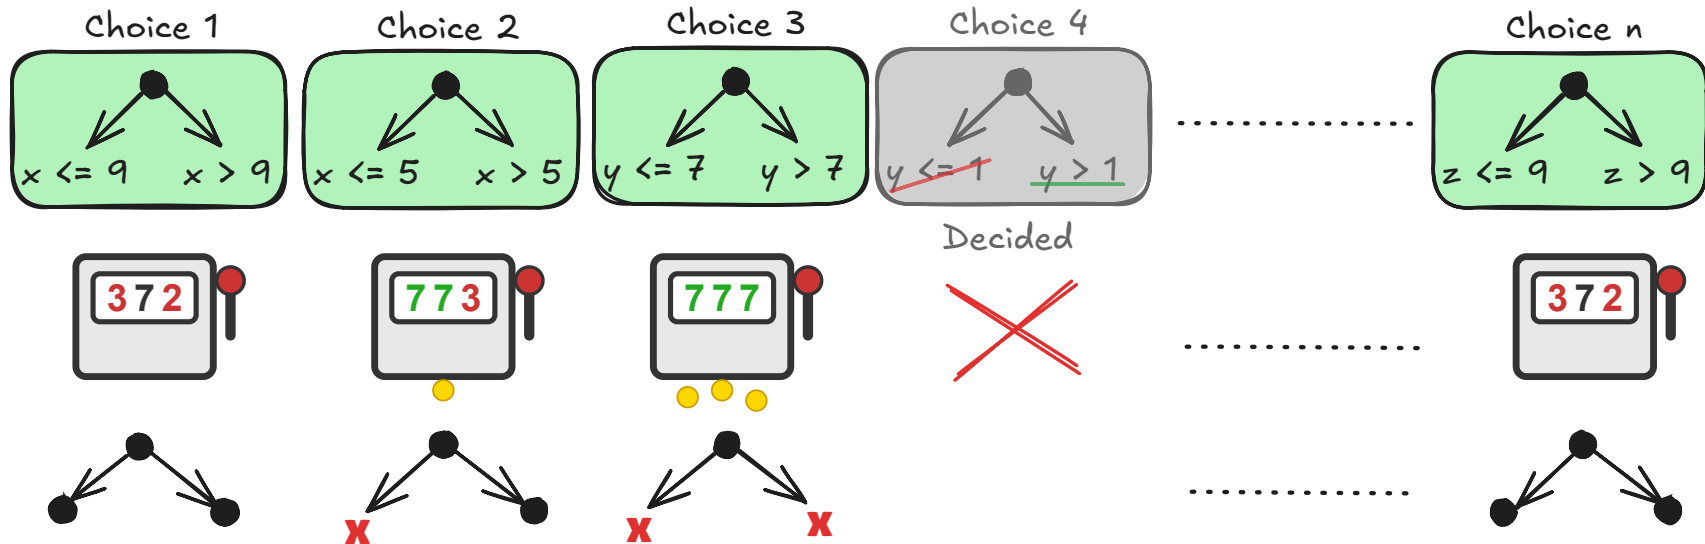 Choice 1
Choice 2
Choice 3
Choice 4
Choice n
x <= 9
x > 9
x <= 5
x > 5
y <= 7
y > 7
y <= 1
y > 1
z <= 9
z > 9
Decided
372
773
777
372
x
x
x